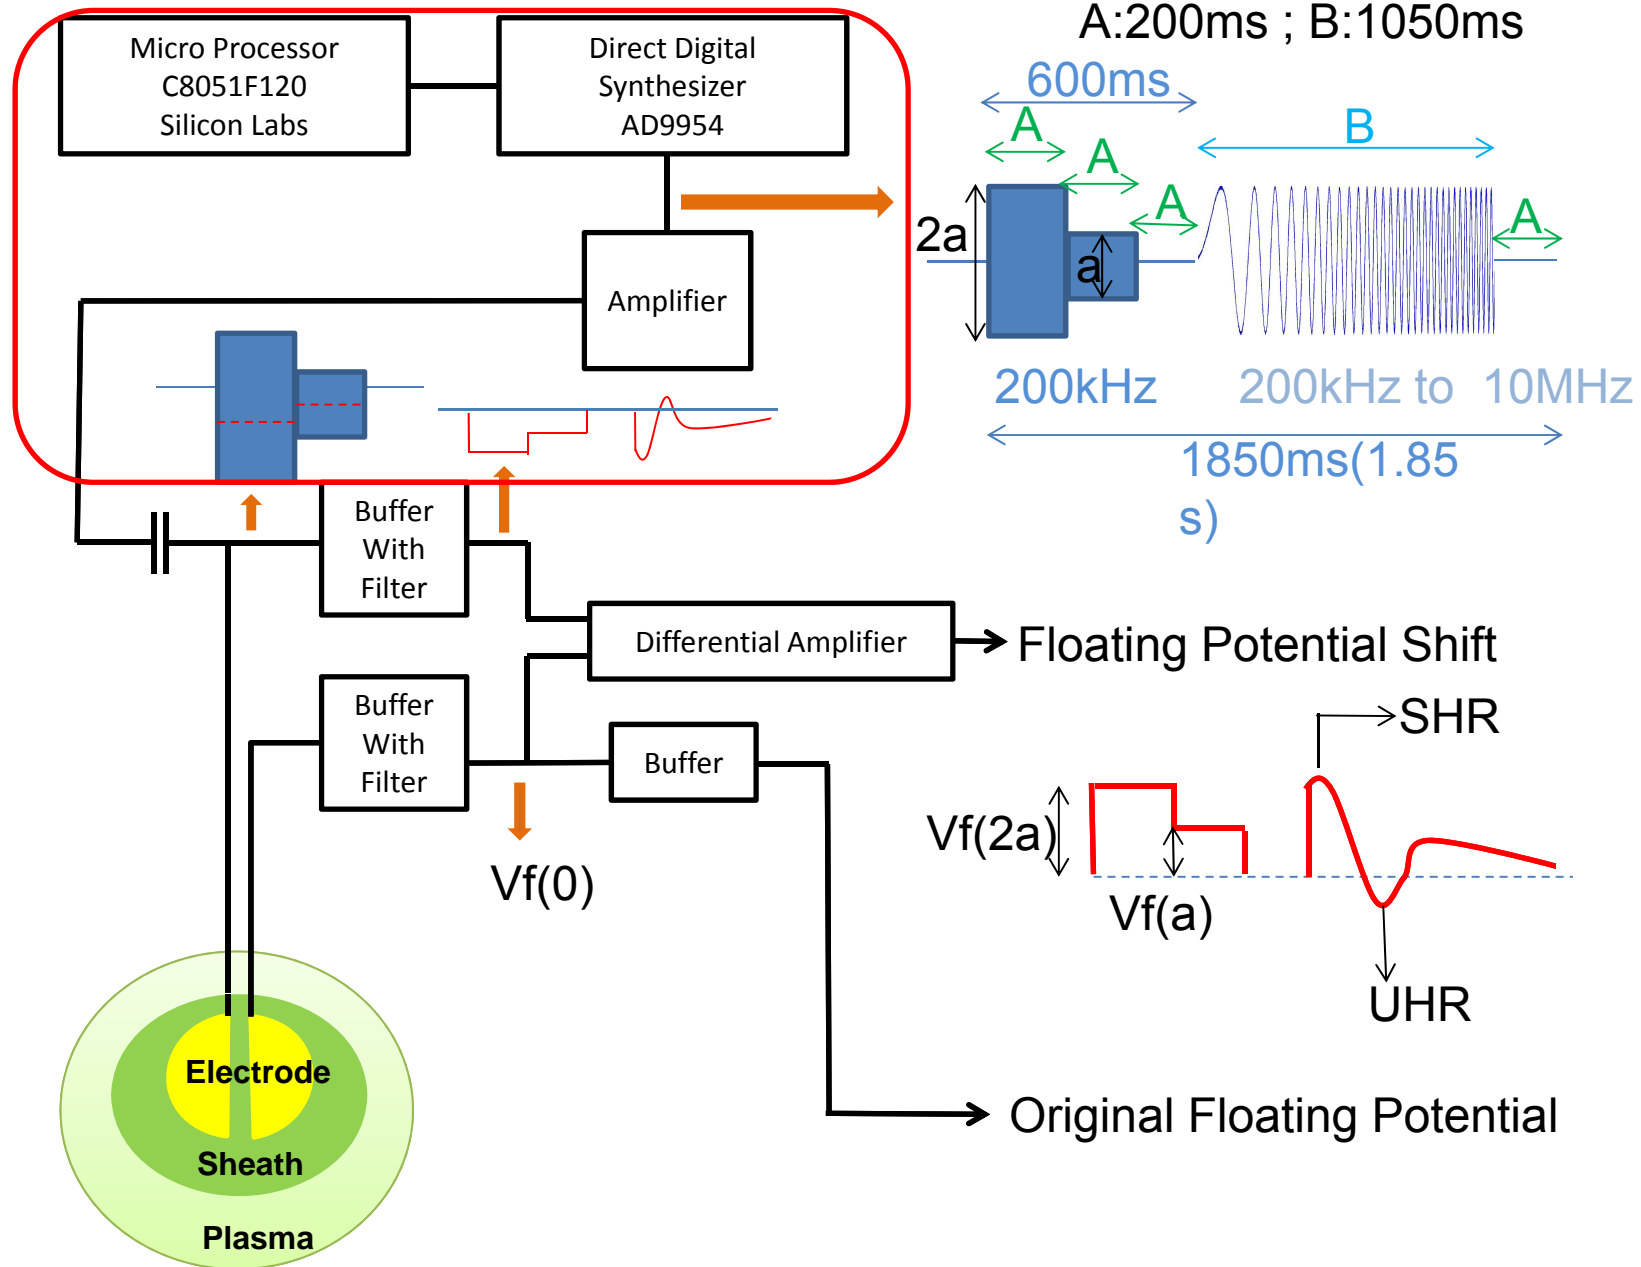 Micro Processor
C8051F120
Silicon Labs
Direct Digital
Synthesizer
AD9954
Amplifier
A:200ms ; B:1050ms
600ms
A
A
A
B
A
2a
a
200kHz
200kHz to 10MHz
1850ms(1.85
s)
Buffer
With
Filter
Differential Amplifier
Floating Potential Shift
Buffer
With
Filter
Buffer
Vf(0)
SHR
Vf(2a)
Vf(a)
UHR
Original Floating Potential
Electrode
Sheath
Plasma